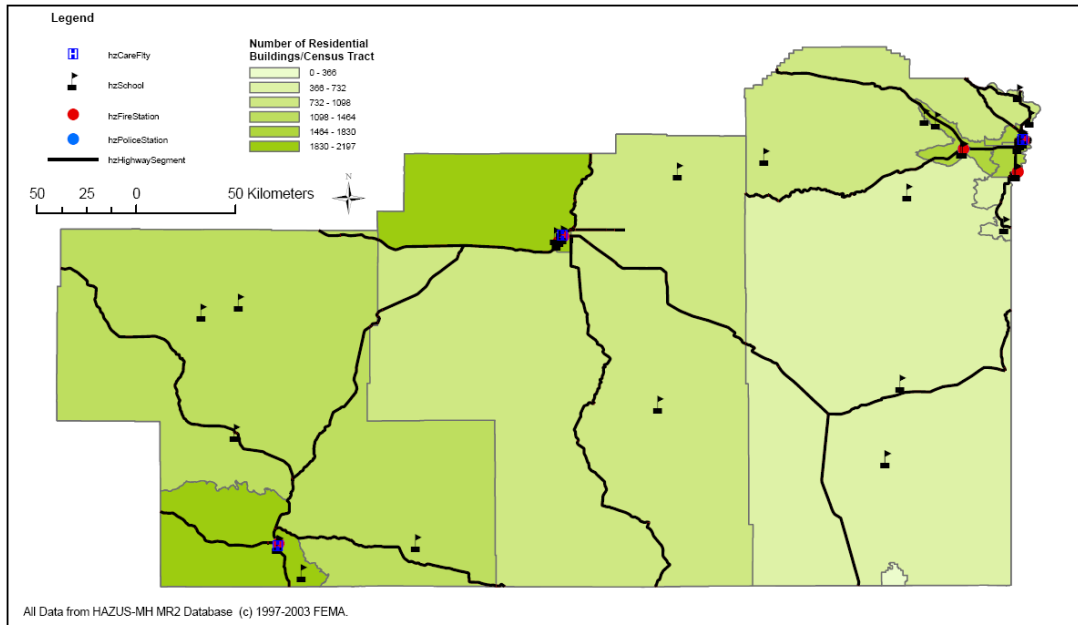 Legend
hzCareFlty
hzSchool
hzFireStation
hzPoliceStation
hzHighwaySegment
Number of Residential
Buildings/Census Tract
0 - 366
366 - 732
732 - 1098
1098 - 1464
1464 - 1830
1830 - 2197
50 25 0 50 Kilometers
N
All Data from HAZUS-MH MR2 Database (c) 1997-2003 FEMA.